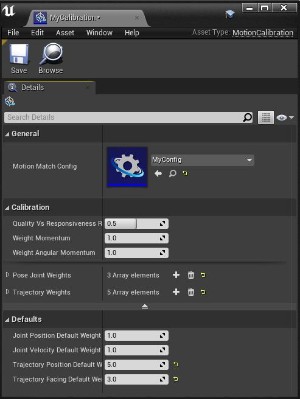 MyCalibration•
File Edit Asset Window Help
Asset Type: MotionCalibration
Save Browse
Details
Search Details
General
Motion Match Config MyConfig
Calibration
Quality Vs Responsiveness R 0.5
Weight Momentum 1.0
Weight Angular Momentum 1.0
Pose Joint Weights 3 Array elements
Trajectory Weights 5 Array elements
Defaults
Joint Position Default Weight 1.0
Joint Velocity Default Weight 1.0
Trajectory Position Default W 5.0
Trajectory Facing Default We 3.0